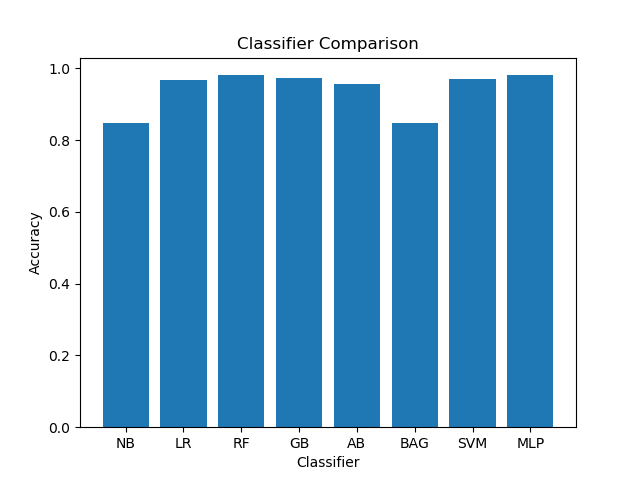 Classifier Comparison
1.0
0.8
0.6
0.4
0.2
0.0
Accuracy
NB LR RF GB AB BAG SVM MLP
Classifier